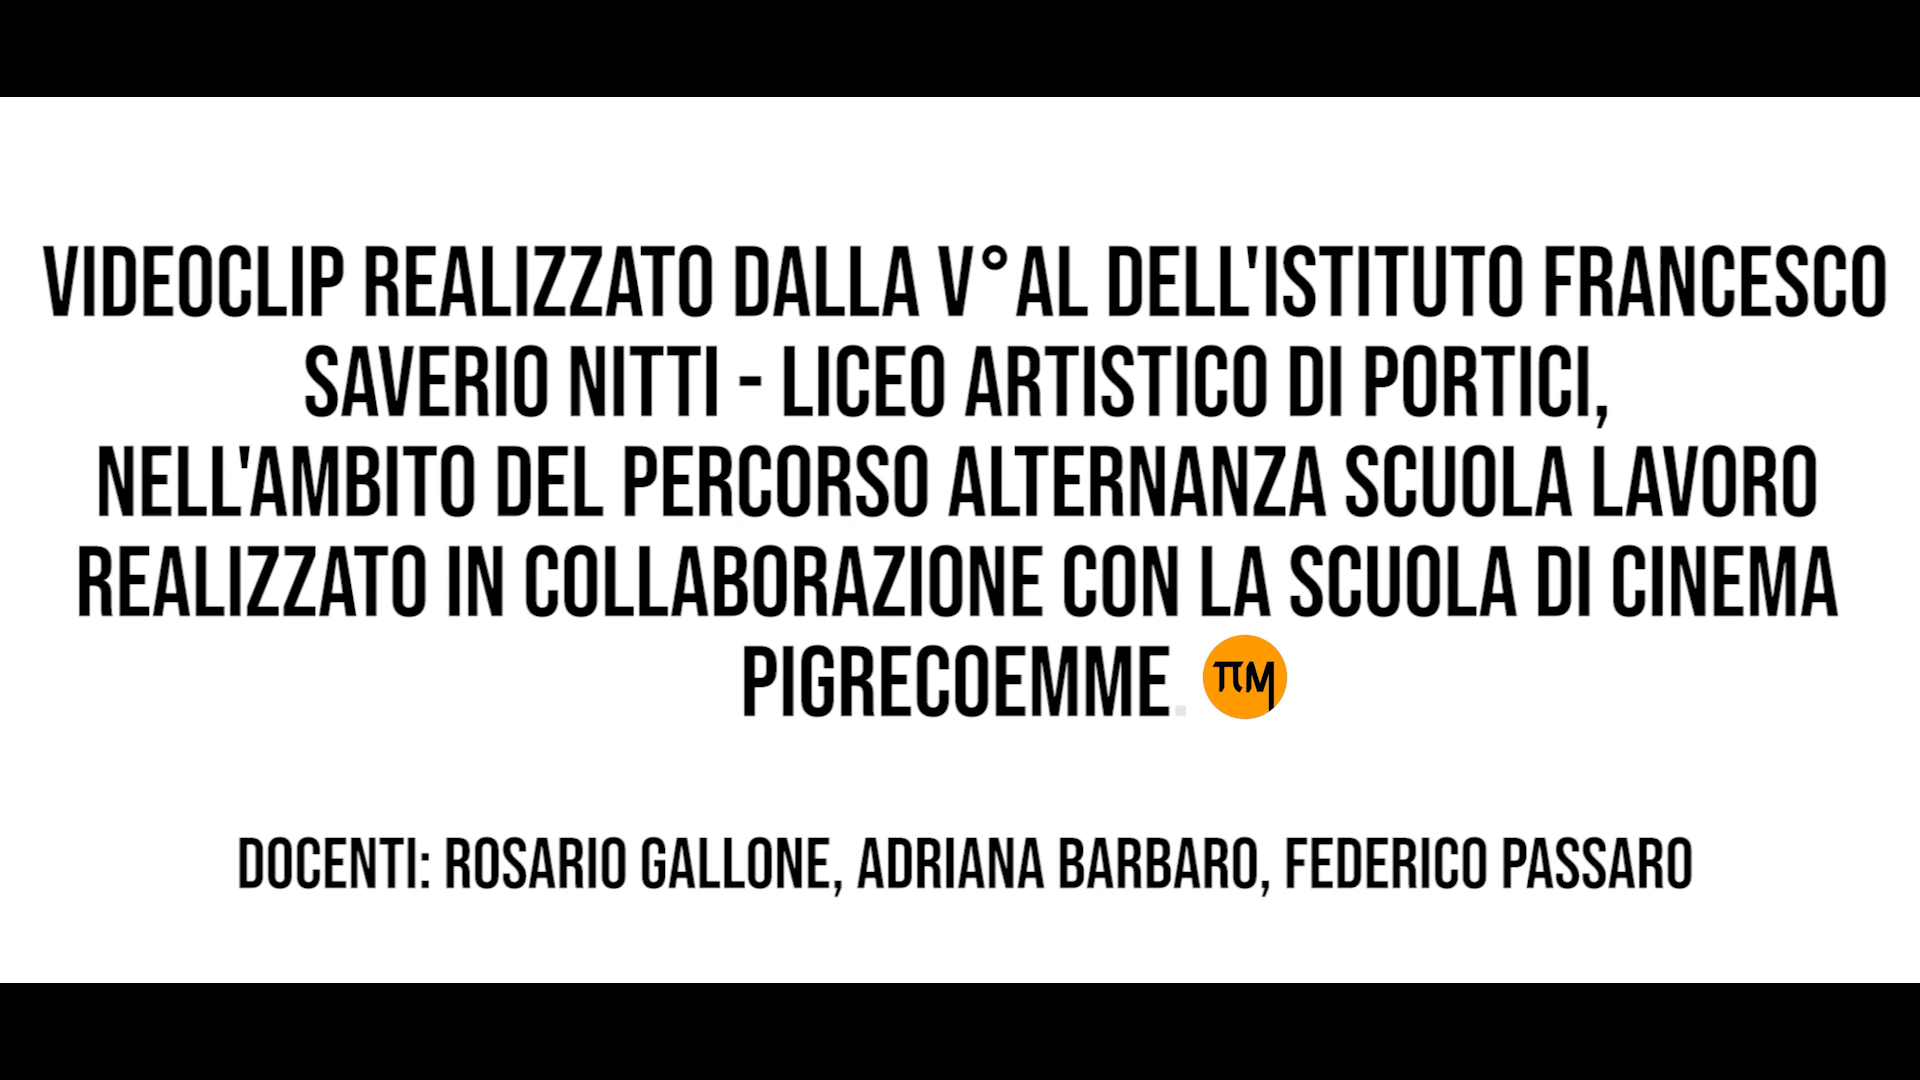 VIDEOCLIP REALIZZATO DALLA V°AL DELL'ISTITUTO FRANCESCO
SAVERIO NITTI - LICEO ARTISTICO DI PORTICI,
NELL'AMBITO DEL PERCORSO ALTERNANZA SCUOLA LAVORO
REALIZZATO IN COLLABORAZIONE CON LA SCUOLA DI CINEMA
PIGRECOEMME. πM
DOCENTI: ROSARIO GALLONE, ADRIANA BARBARO, FEDERICO PASSARO